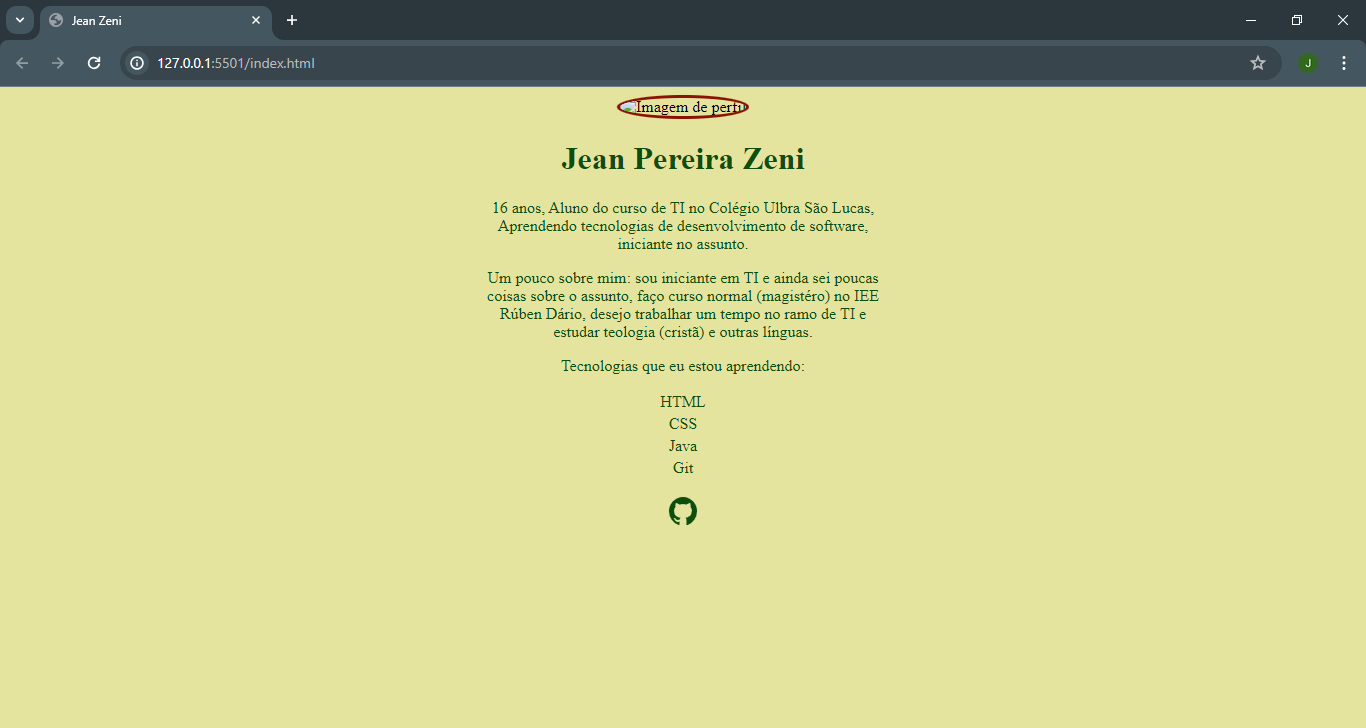 Jean Zeni
127.0.0.1:5501/index.html
J
Imagem de perfil
Jean Pereira Zeni
16 anos, Aluno do curso de TI no Colégio Ulbra São Lucas,
Aprendendo tecnologias de desenvolvimento de software,
iniciante no assunto.
Um pouco sobre mim: sou iniciante em TI e ainda sei poucas
coisas sobre o assunto, faço curso normal (magistéro) no IEE
Rúben Dário, desejo trabalhar um tempo no ramo de TI e
estudar teologia (cristã) e outras línguas.
Tecnologias que eu estou aprendendo:
HTML
CSS
Java
Git